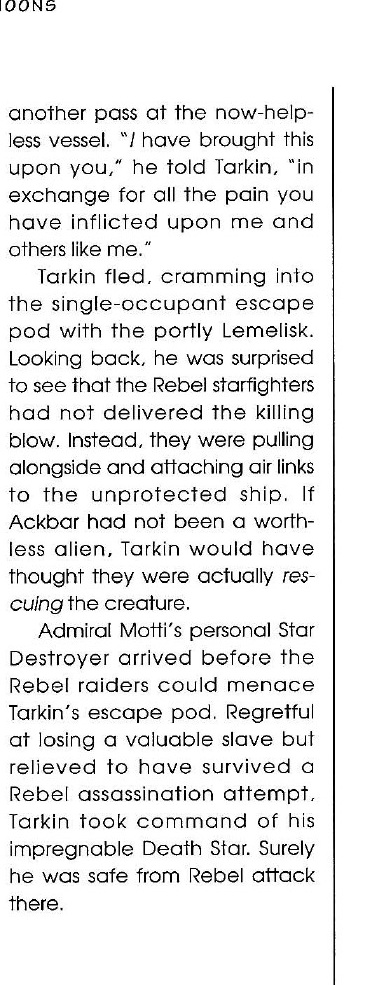 OONS
another pass at the now-help-
less vessel. “I have brought this
upon you,” he told Tarkin, “in
exchange for all the pain you
have inflicted upon me and
others like me.”
Tarkin fled, cramming into
the single-occupant escape
pod with the portly Lemelisk.
Looking back, he was surprised
to see that the Rebel starfighters
had not delivered the killing
blow. Instead, they were pulling
alongside and attaching air links
to the unprotected ship. If
Ackbar had not been a worth-
less alien, Tarkin would have
thought they were actually res-
cuing the creature.
Admiral Motti’s personal Star
Destroyer arrived before the
Rebel raiders could menace
Tarkin’s escape pod. Regretful
at losing a valuable slave but
relieved to have survived a
Rebel assassination attempt,
Tarkin took command of his
impregnable Death Star. Surely
he was safe from Rebel attack
there.